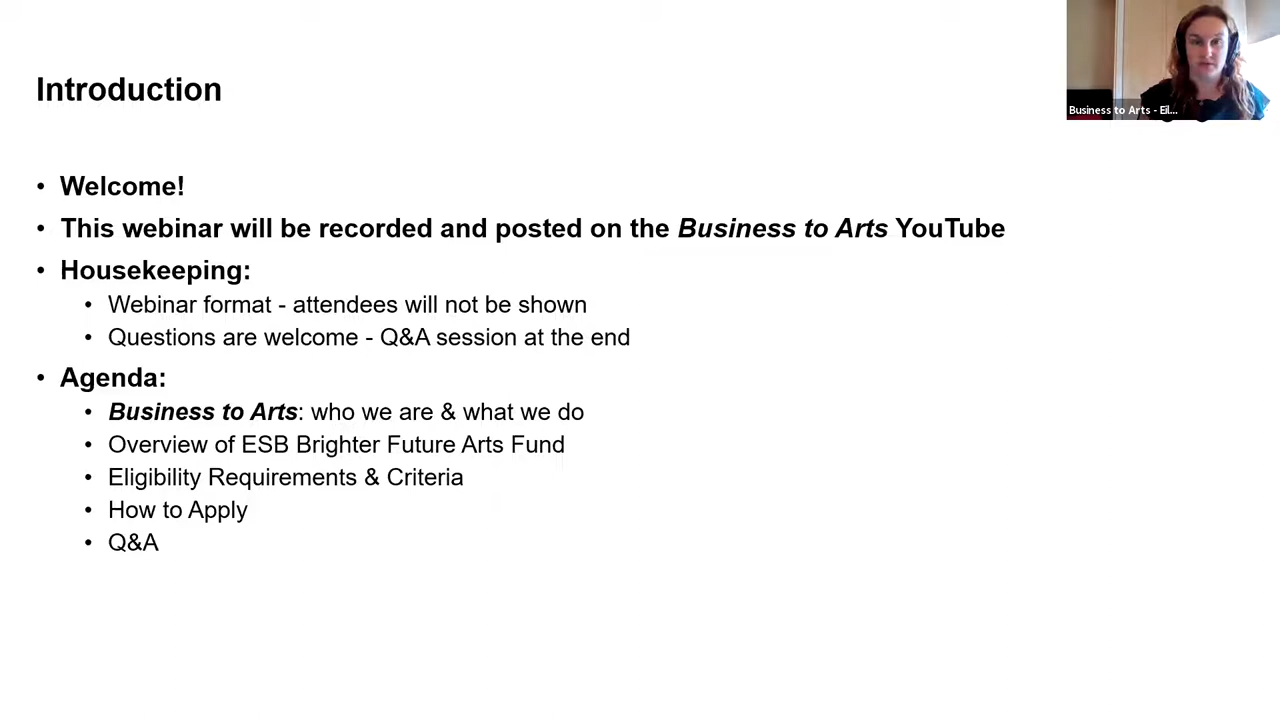 Introduction
Business to Arts - Eil...
• Welcome!
• This webinar will be recorded and posted on the Business to Arts YouTube
• Housekeeping:
• Webinar format - attendees will not be shown
• Questions are welcome - Q&A session at the end
• Agenda:
• Business to Arts: who we are & what we do
• Overview of ESB Brighter Future Arts Fund
• Eligibility Requirements & Criteria
• How to Apply
• Q&A